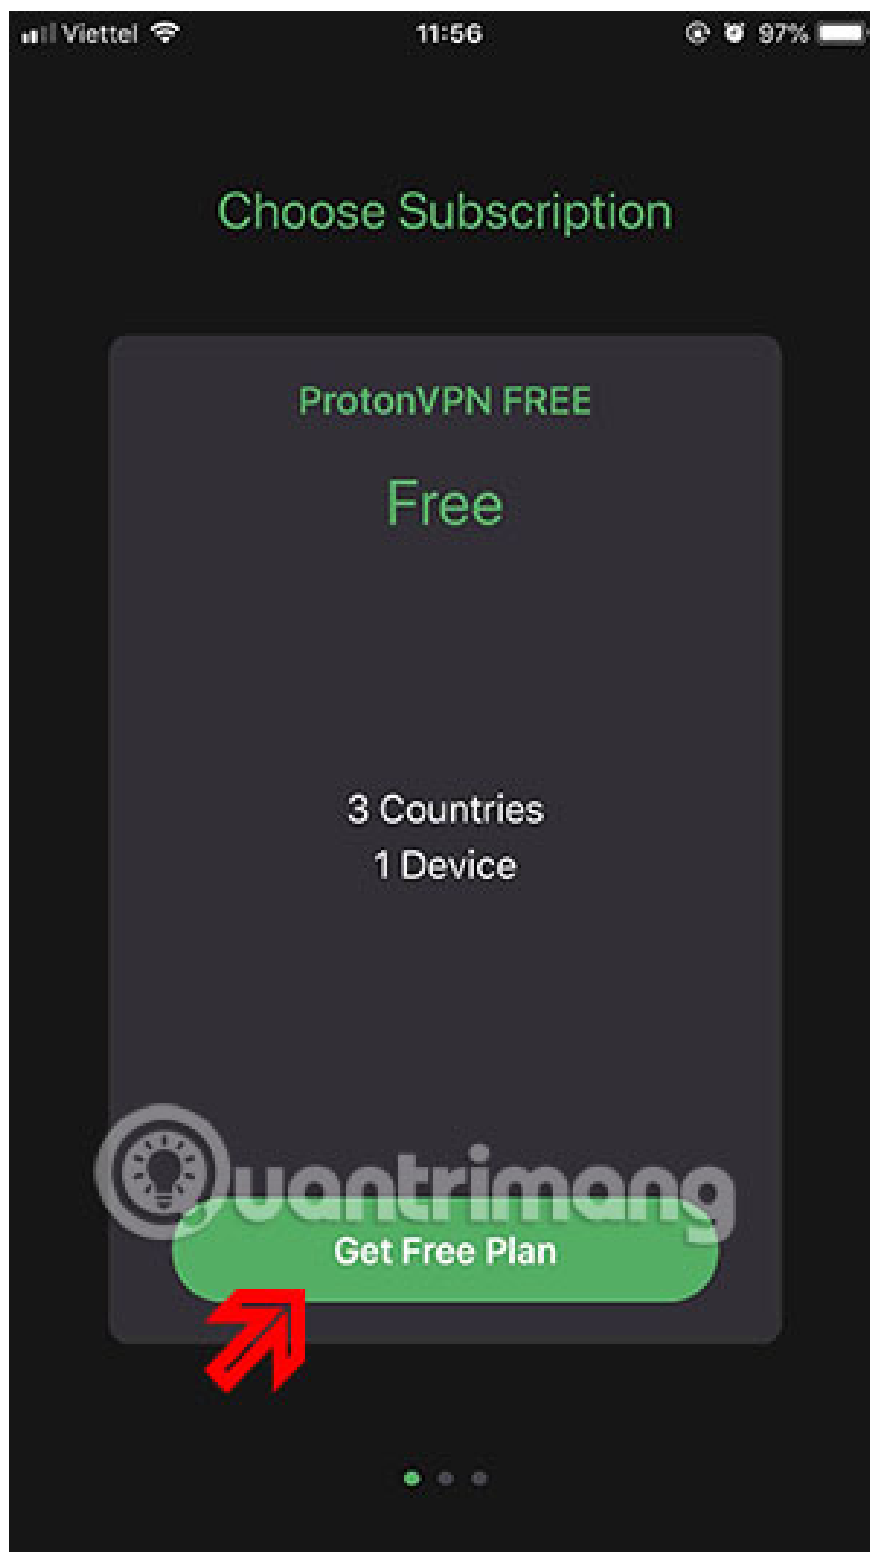 Viettel 11:56 97%
Choose Subscription
ProtonVPN FREE
Free
3 Countries
1 Device
Quantrimang
Get Free Plan